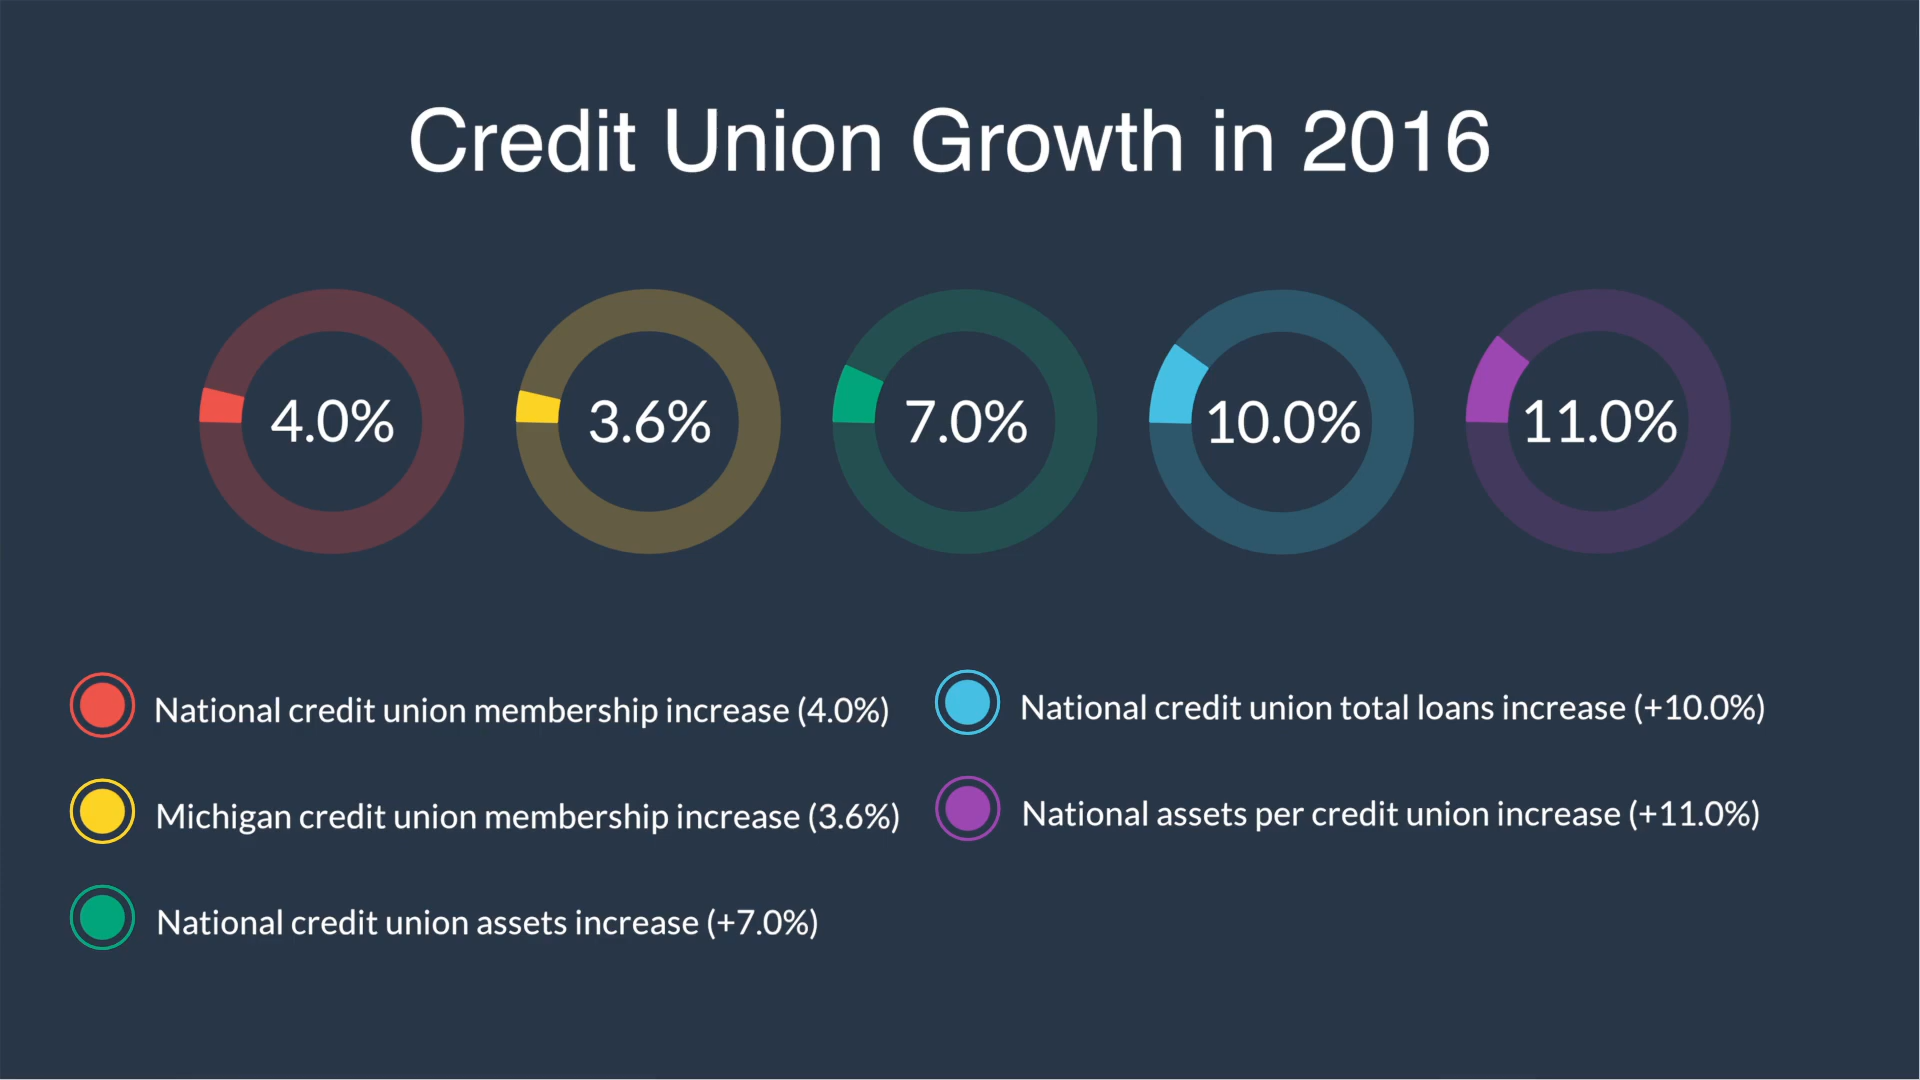 Credit Union Growth in 2016
4.0%
3.6%
7.0%
10.0%
11.0%
National credit union membership increase (4.0%)
Michigan credit union membership increase (3.6%)
National credit union assets increase (+7.0%)
National credit union total loans increase (+10.0%)
National assets per credit union increase (+11.0%)